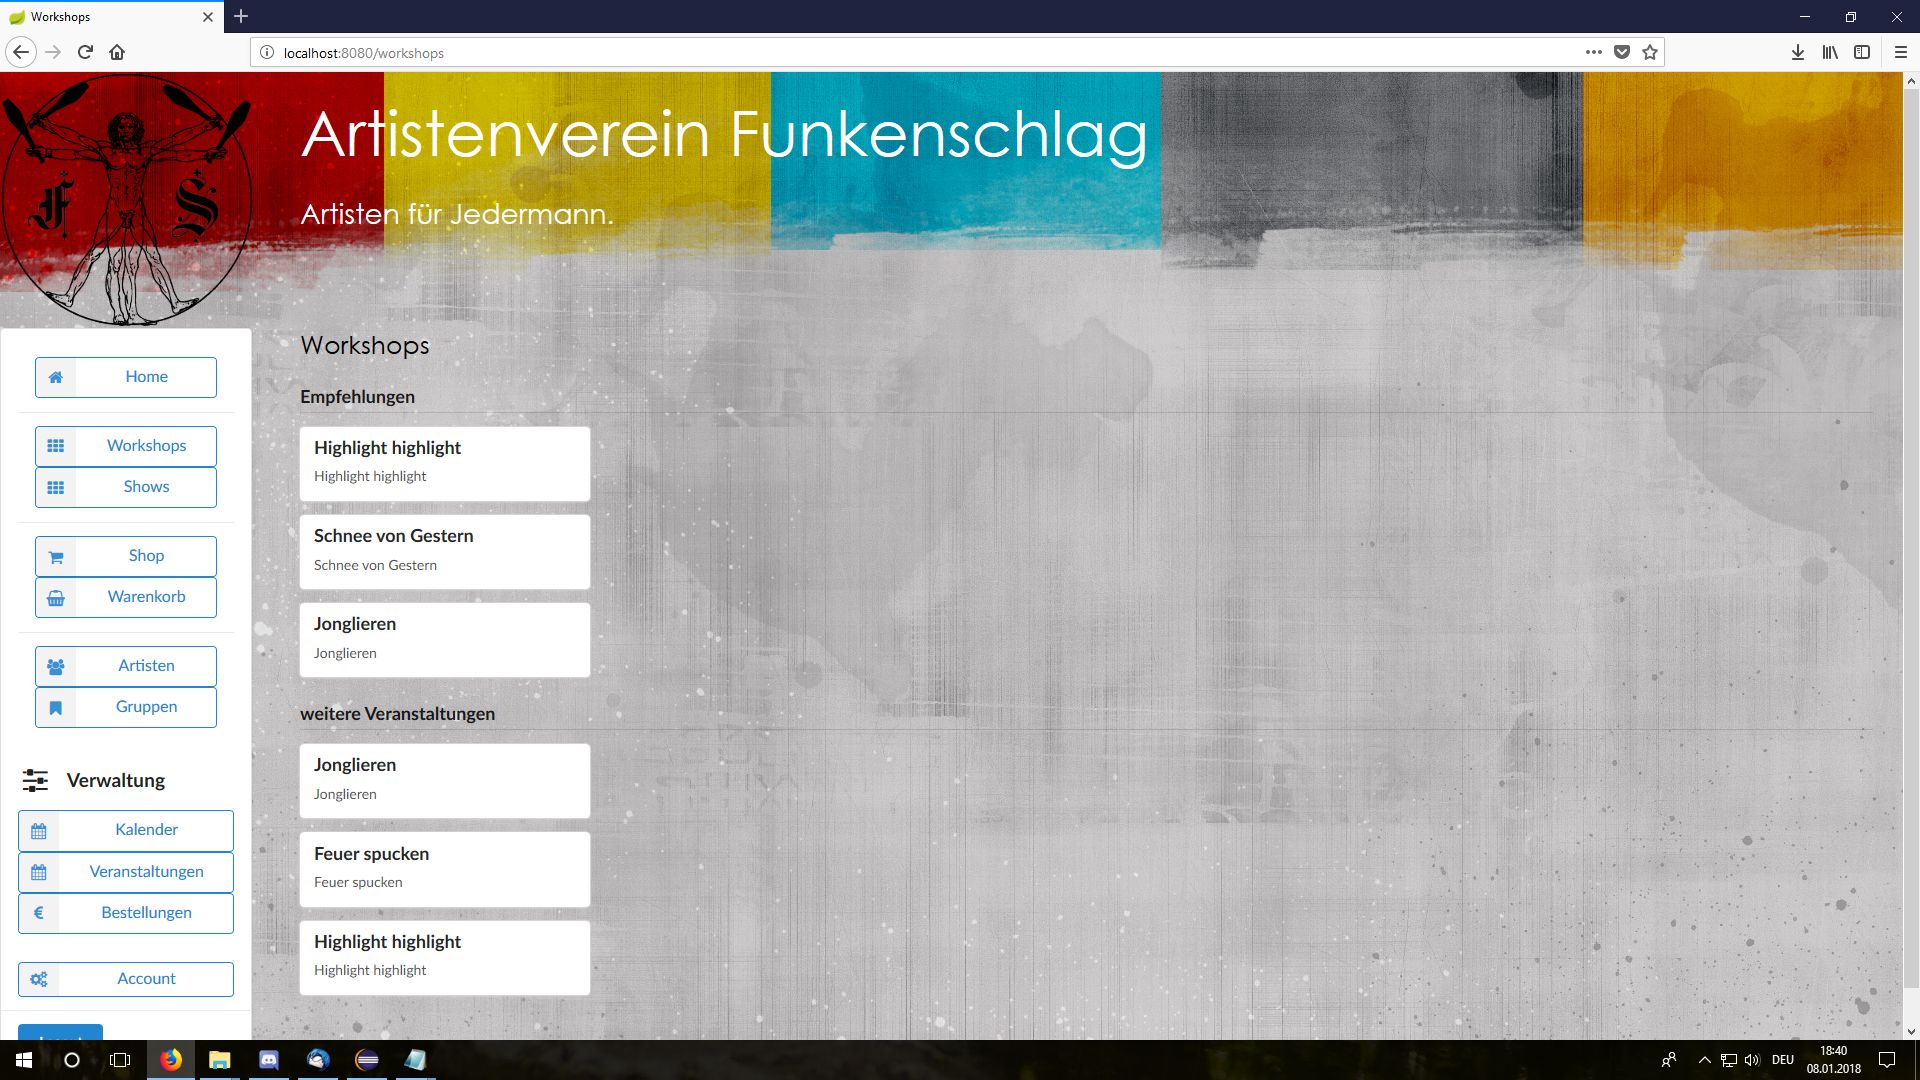 Workshops
localhost:8080/workshops
Artistenverein Funkenschlag
Artisten für Jedermann.
f S
Home
Workshops
Shows
Shop
Warenkorb
Artisten
Gruppen
Verwaltung
Kalender
Veranstaltungen
€ Bestellungen
Account
Workshops
Empfehlungen
Highlight highlight
Highlight highlight
Schnee von Gestern
Schnee von Gestern
Jonglieren
Jonglieren
weitere Veranstaltungen
Jonglieren
Jonglieren
Feuer spucken
Feuer spucken
Highlight highlight
Highlight highlight
DEU
18:40
08.01.2018